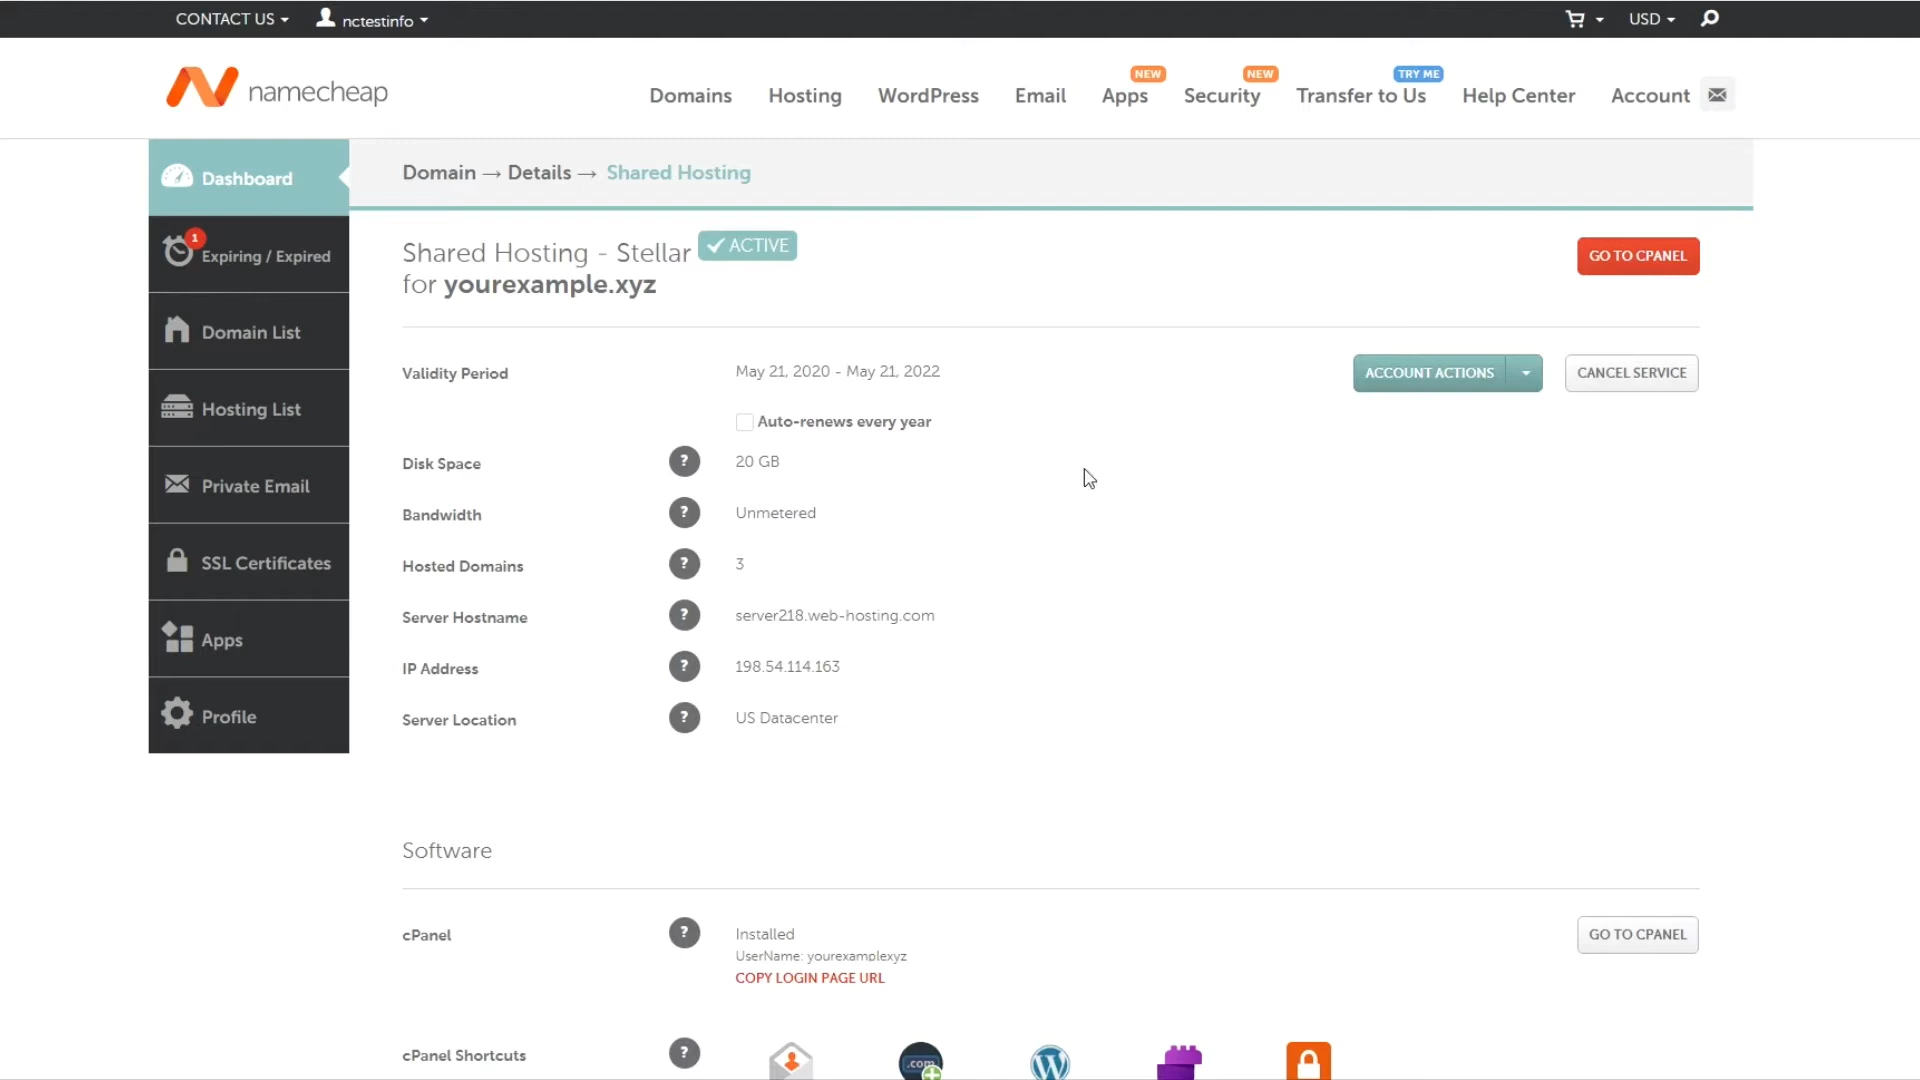 CONTACT US
nctestinfo
USD
namecheap
Domains
Hosting
WordPress
Email
NEW
Apps
NEW
Security
TRY ME
Transfer to Us
Help Center
Account
Dashboard
1
Expiring / Expired
Domain List
Hosting List
Private Email
SSL Certificates
Apps
Profile
Domain → Details → Shared Hosting
Shared Hosting - Stellar ACTIVE
for yourexample.xyz
GO TO CPANEL
Validity Period
May 21, 2020 - May 21, 2022
ACCOUNT ACTIONS
CANCEL SERVICE
Auto-renews every year
Disk Space ? 20 GB
Bandwidth ? Unmetered
Hosted Domains ? 3
Server Hostname ? server218.web-hosting.com
IP Address ? 198.54.114.163
Server Location ? US Datacenter
Software
cPanel ? Installed
UserName: yourexamplexyz
COPY LOGIN PAGE URL
GO TO CPANEL
cPanel Shortcuts ?
.com